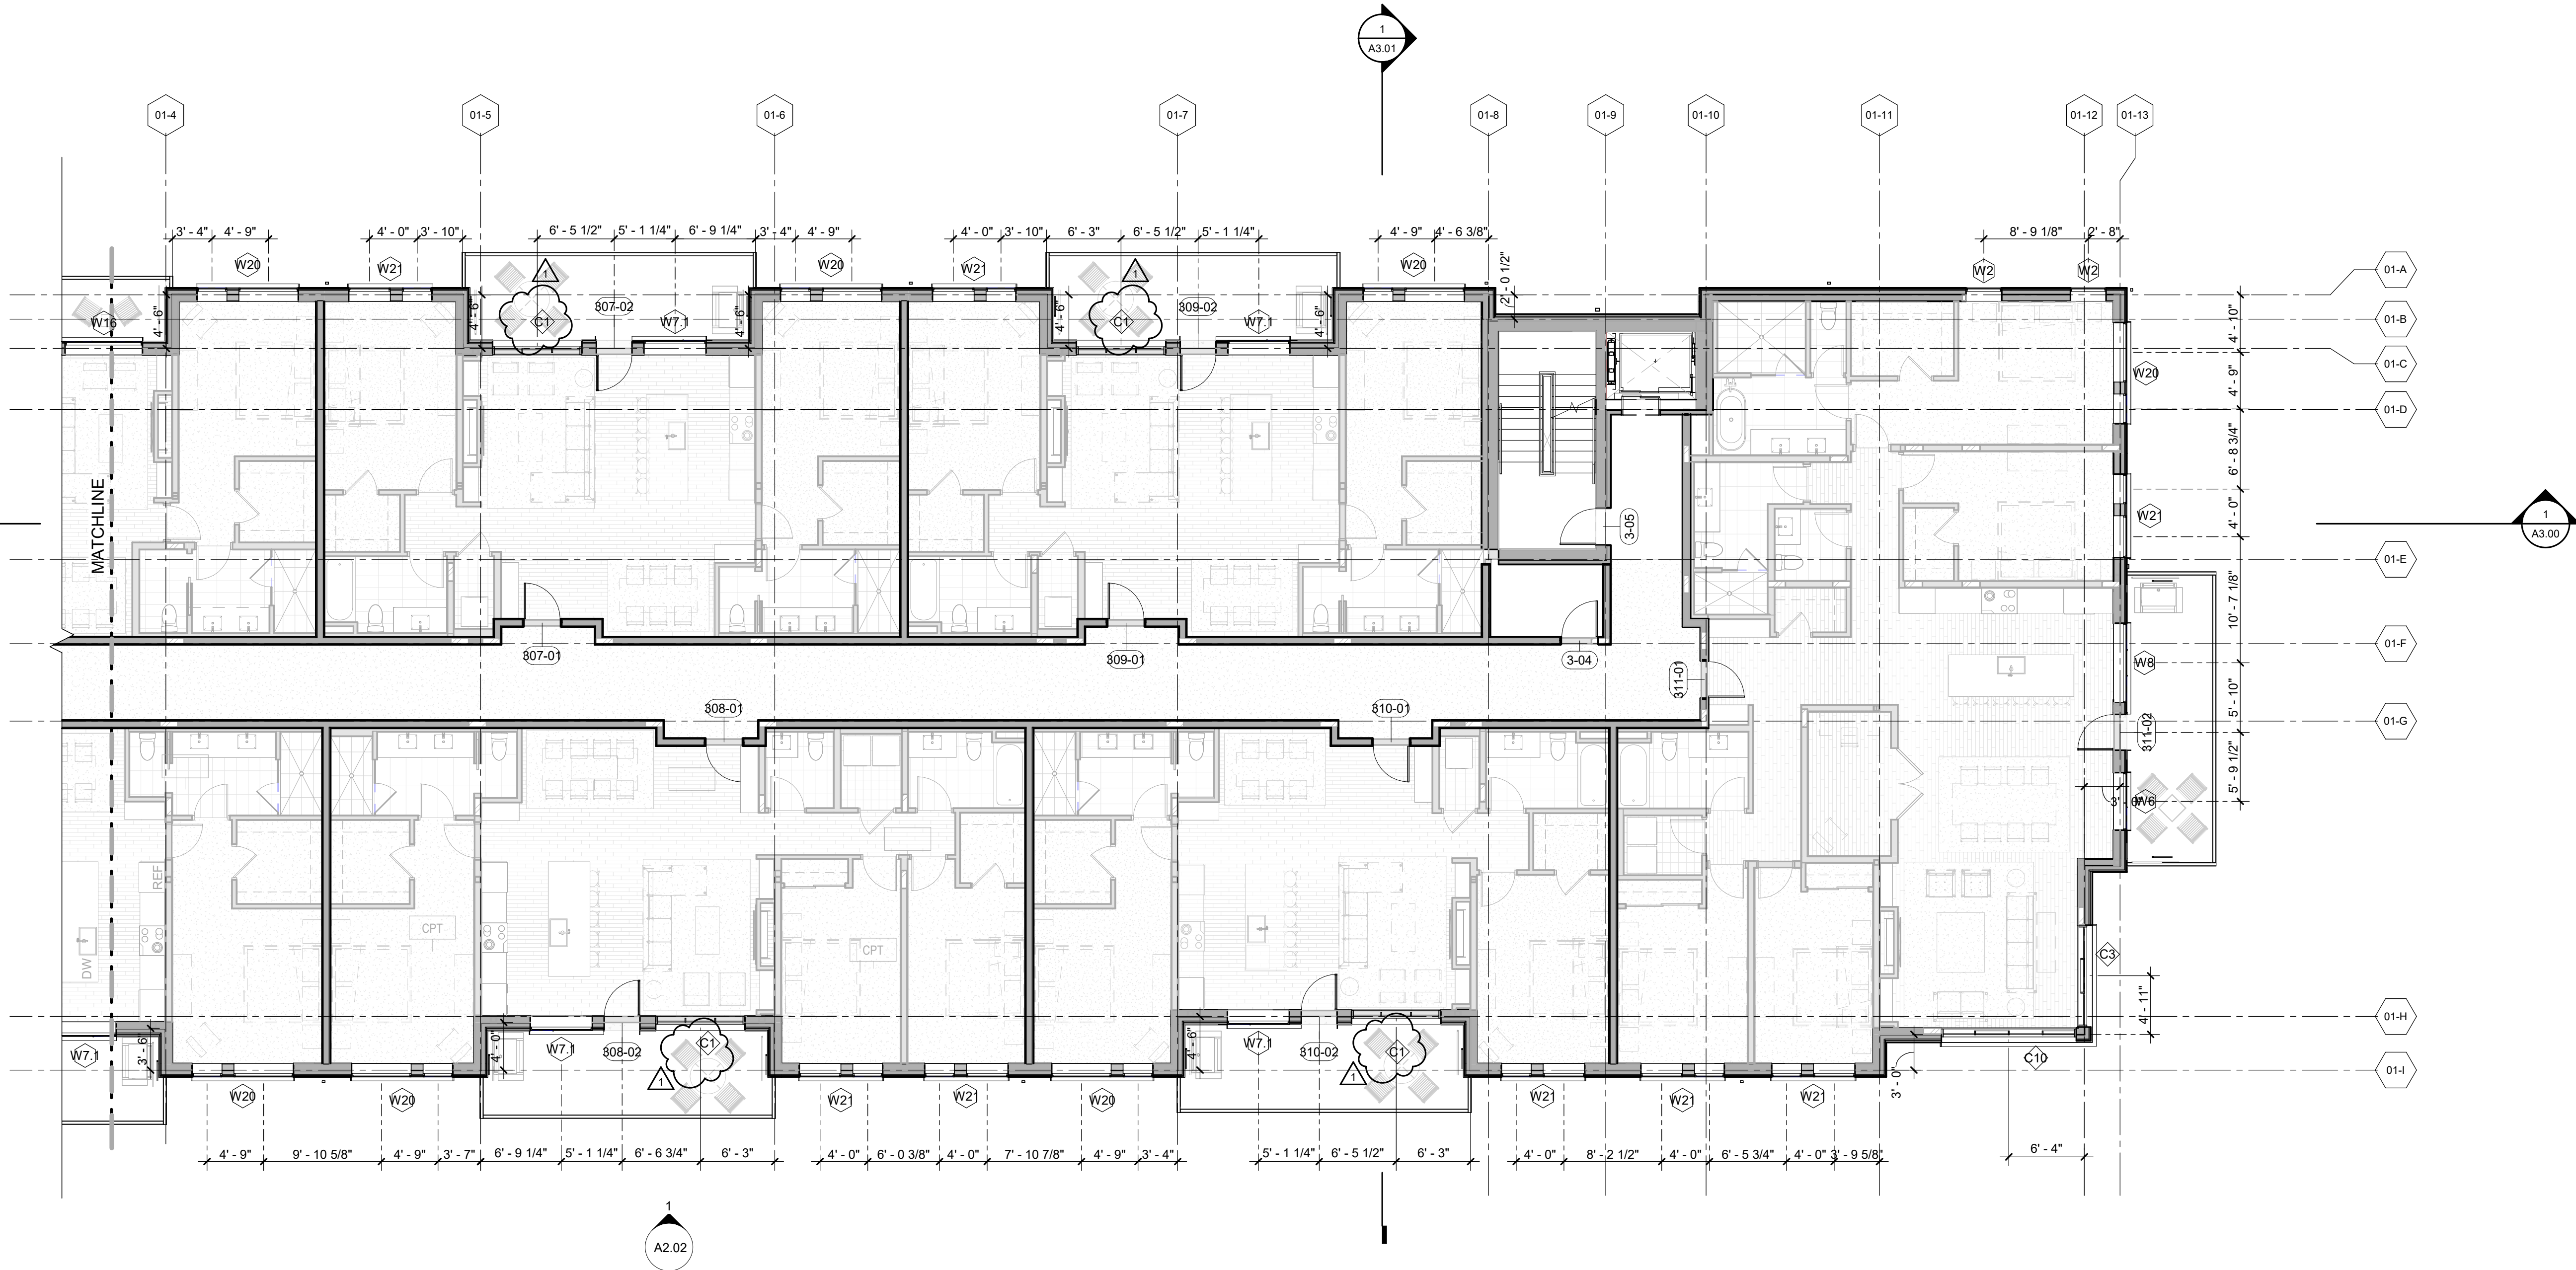 1
A3.01
01-4
01-5
01-6
01-7
01-8
01-9
01-10
01-11
01-12
01-13
3' - 4"
4' - 9"
4' - 0"
3' - 10"
6' - 5 1/2"
5' - 1 1/4"
6' - 9 1/4"
3' - 4"
4' - 9"
4' - 0"
3' - 10"
6' - 3"
6' - 5 1/2"
5' - 1 1/4"
4' - 9"
4' - 6 3/8"
8' - 9 1/8"
2' - 8"
W20
W21
1
W20
W21
1
W20
W2
W2
01-A
2' - 0 1/2"
307-02
309-02
4' - 6"
W16
4' - 6"
C1
W7.1
4' - 6"
4' - 6"
C1
W7.1
4' - 6"
01-B
4' - 10"
01-C
W20
4' - 9"
01-D
6' - 8 3/4"
MATCHLINE
3-05
W21
4' - 0"
1
A3.00
01-E
10' - 7 1/8"
307-01
309-01
3-04
311-01
W8
01-F
5' - 10"
308-01
310-01
01-G
311-02
5' - 9 1/2"
3' - 0"
W6
REF
CPT
CPT
DW
C3
4' - 11"
01-H
W7.1
3' - 6"
4' - 0"
W7.1
308-02
C1
1
4' - 6"
W7.1
310-02
C1
1
C10
3' - 0"
01-I
W20
W20
W21
W21
W20
W21
W21
W21
4' - 9"
9' - 10 5/8"
4' - 9"
3' - 7"
6' - 9 1/4"
5' - 1 1/4"
6' - 6 3/4"
6' - 3"
4' - 0"
6' - 0 3/8"
4' - 0"
7' - 10 7/8"
4' - 9"
3' - 4"
5' - 1 1/4"
6' - 5 1/2"
6' - 3"
4' - 0"
8' - 2 1/2"
4' - 0"
6' - 5 3/4"
4' - 0"
3' - 9 5/8"
6' - 4"
1
A2.02